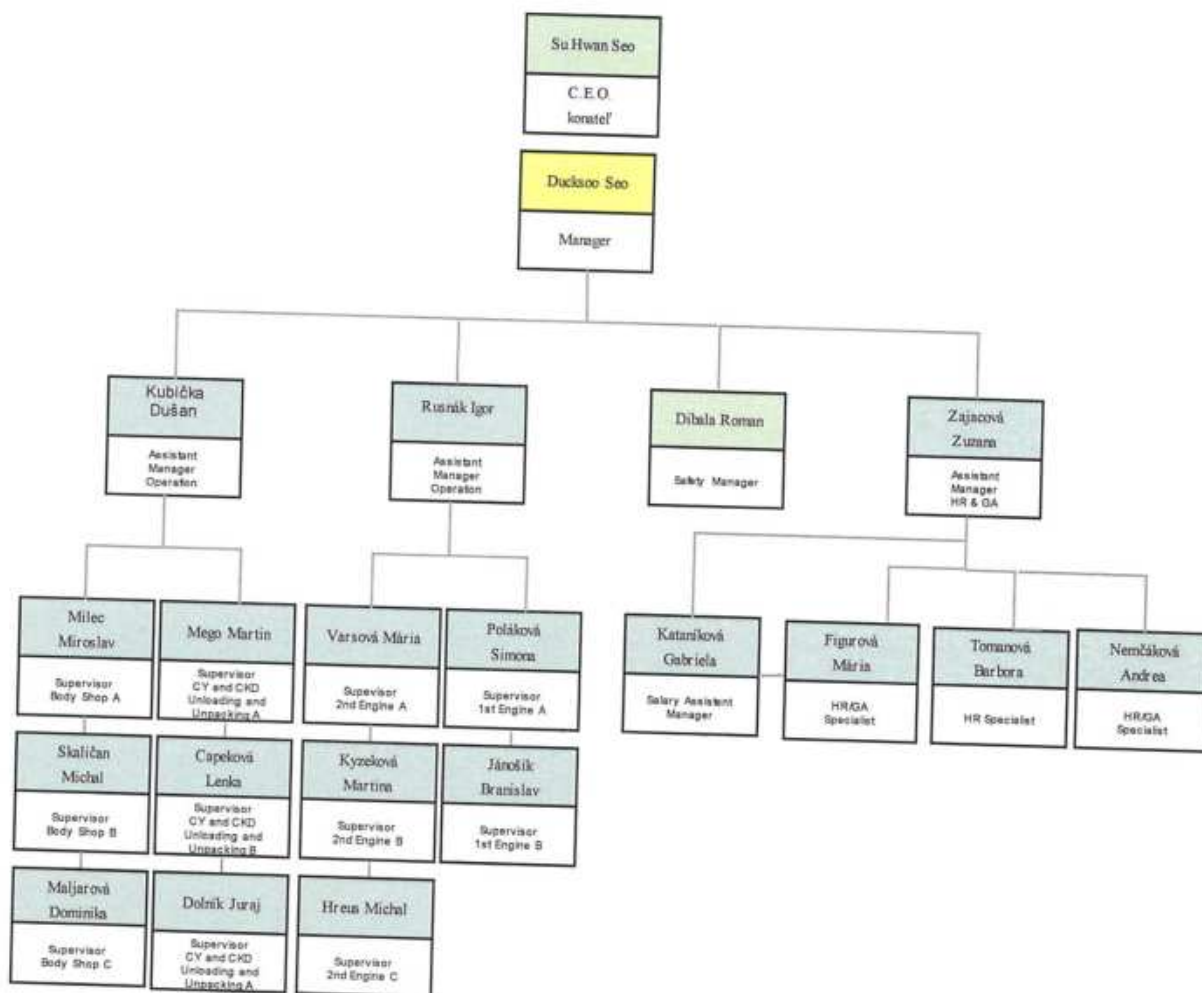 Su Hwan Seo
C.E.O.
konateľ
Ducksoo Seo
Manager
Kubička
Dušan
Assistant
Manager
Operation
Rusnák Igor
Assistant
Manager
Operation
Dibala Roman
Safety Manager
Zajacová
Zuzana
Assistant
Manager
HR & GA
Milec
Miroslav
Supervisor
Body Shop A
Mego Martin
Supervisor
CY and CKD
Unloading and
Unpacking A
Varsová Mária
Supevisor
2nd Engine A
Poláková
Simona
Supervisor
1st Engine A
Kataníková
Gabriela
Salary Assistent
Manager
Figurová
Mária
HR/GA
Specialist
Tomanová
Barbora
HR Specialist
Nemčáková
Andrea
HR/GA
Specialist
Skaličan
Michal
Supervisor
Body Shop B
Capeková
Lenka
Supervisor
CY and CKD
Unloading and
Unpacking B
Kyzeková
Martina
Supervisor
2nd Engine B
Jánošík
Branislav
Supervisor
1st Engine B
Maljarová
Dominika
Supervisor
Body Shop C
Dolník Juraj
Supervisor
CY and CKD
Unloading and
Unpacking A
Hreus Michal
Supervisor
2nd Engine C